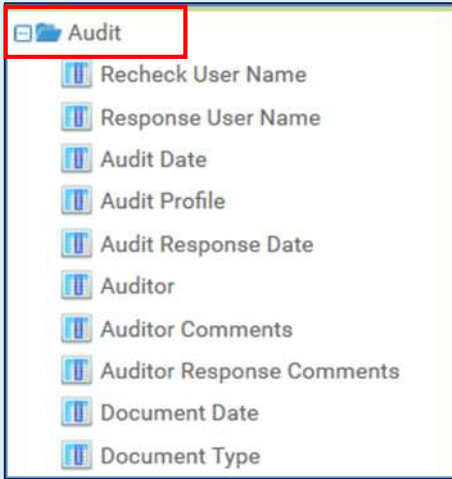 Audit
Recheck User Name
Response User Name
Audit Date
Audit Profile
Audit Response Date
Auditor
Auditor Comments
Auditor Response Comments
Document Date
Document Type